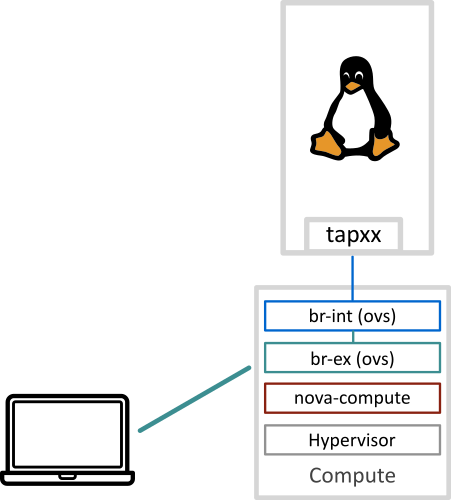 tapxx
br-int (ovs)
br-ex (ovs)
nova-compute
Hypervisor
Compute